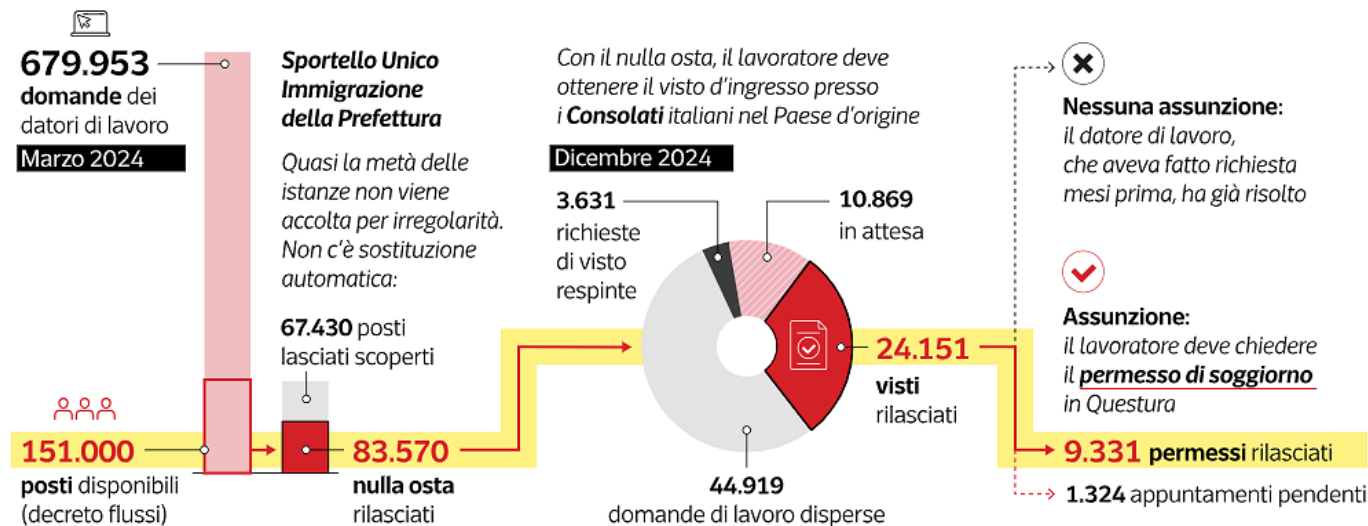 679.953
domande dei
datori di lavoro
Marzo 2024
151.000
posti disponibili
(decreto flussi)
Sportello Unico
Immigrazione
della Prefettura
Quasi la metà delle
istanze non viene
accolta per irregolarità.
Non c'è sostituzione
automatica:
67.430 posti
lasciati scoperti
83.570
nulla osta
rilasciati
Con il nulla osta, il lavoratore deve
ottenere il visto d'ingresso presso
i Consolati italiani nel Paese d'origine
Dicembre 2024
3.631
richieste
di visto
respinte
10.869
in attesa
24.151
visti
rilasciati
44.919
domande di lavoro disperse
Nessuna assunzione:
il datore di lavoro,
che aveva fatto richiesta
mesi prima, ha già risolto
Assunzione:
il lavoratore deve chiedere
il permesso di soggiorno
in Questura
9.331 permessi rilasciati
1.324 appuntamenti pendenti